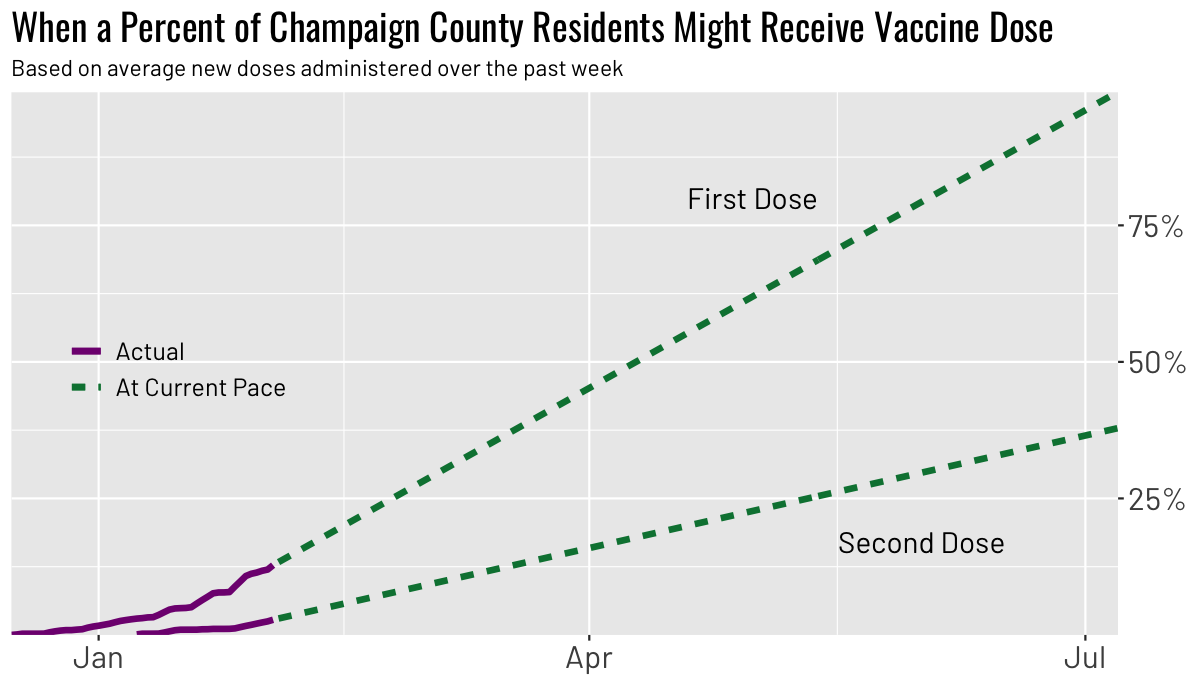 When a Percent of Champaign County Residents Might Receive Vaccine Dose
Based on average new doses administered over the past week
First Dose
75%
Actual
50%
At Current Pace
25%
Second Dose
Jan
Apr
Jul